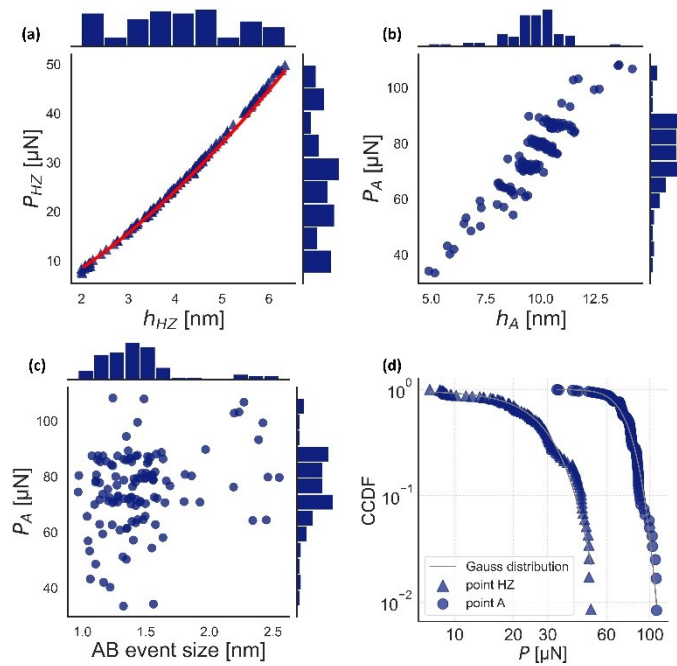 (a)
50
40
30
20
10
P_HZ [µN]
2 3 4 5 6
h_HZ [nm]
(b)
100
80
60
40
P_A [µN]
5.0 7.5 10.0 12.5
h_A [nm]
(c)
100
80
60
40
P_A [µN]
1.0 1.5 2.0 2.5
AB event size [nm]
(d)
10⁰
10⁻¹
10⁻²
CCDF
Gauss distribution
point HZ
point A
10 20 30 60 100
P [µN]